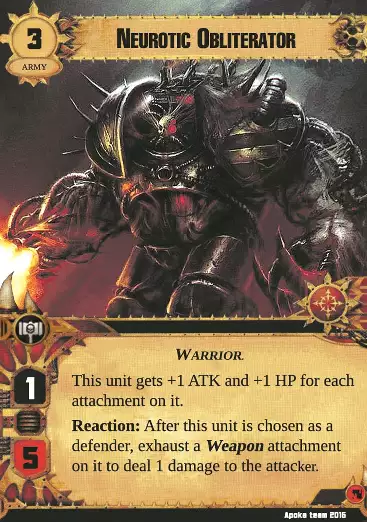 3
NEUROTIC OBLITERATOR
ARMY
WARRIOR.
This unit gets +1 ATK and +1 HP for each
attachment on it.
1
Reaction: After this unit is chosen as a
defender, exhaust a Weapon attachment
on it to deal 1 damage to the attacker.
5
Apoka team 2016